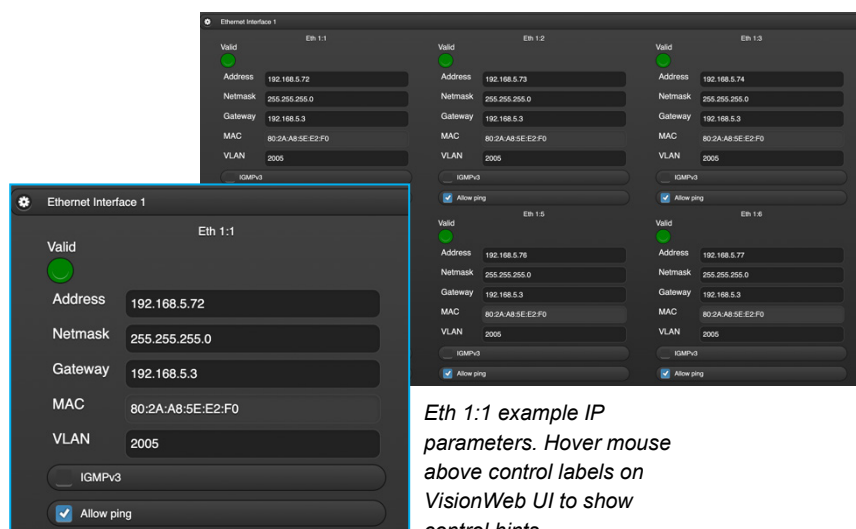 Ethernet Interface 1
Eth 1:1
Eth 1:2
Eth 1:3
Valid
Valid
Valid
Address
192.168.5.72
Address
192.168.5.73
Address
192.168.5.74
Netmask
255.255.255.0
Netmask
255.255.255.0
Netmask
255.255.255.0
Gateway
192.168.5.3
Gateway
192.168.5.3
Gateway
192.168.5.3
MAC
80:2A:A8:5E:E2:F0
MAC
80:2A:A8:5E:E2:F0
MAC
80:2A:A8:5E:E2:F0
VLAN
2005
VLAN
2005
VLAN
2005
IGMPv3
IGMPv3
IGMPv3
Allow ping
Allow ping
Eth 1:5
Eth 1:6
Valid
Valid
Address
192.168.5.76
Address
192.168.5.77
Netmask
255.255.255.0
Netmask
255.255.255.0
Gateway
192.168.5.3
Gateway
192.168.5.3
MAC
80:2A:A8:5E:E2:F0
MAC
80:2A:A8:5E:E2:F0
VLAN
2005
VLAN
2005
IGMPv3
IGMPv3
Allow ping
Allow ping
Ethernet Interface 1
Eth 1:1
Valid
Address
192.168.5.72
Netmask
255.255.255.0
Gateway
192.168.5.3
MAC
80:2A:A8:5E:E2:F0
VLAN
2005
IGMPv3
Allow ping
Eth 1:1 example IP
parameters. Hover mouse
above control labels on
VisionWeb UI to show
control hints